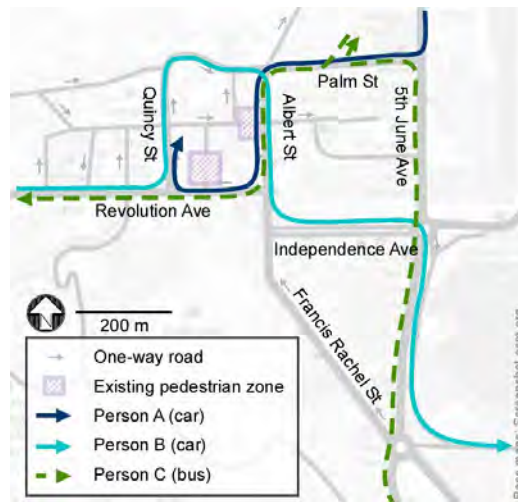 Palm St
Quincy St
Albert St
5th June Ave
Revolution Ave
Independence Ave
Francis Rachel St
200 m
One-way road
Existing pedestrian zone
Person A (car)
Person B (car)
Person C (bus)